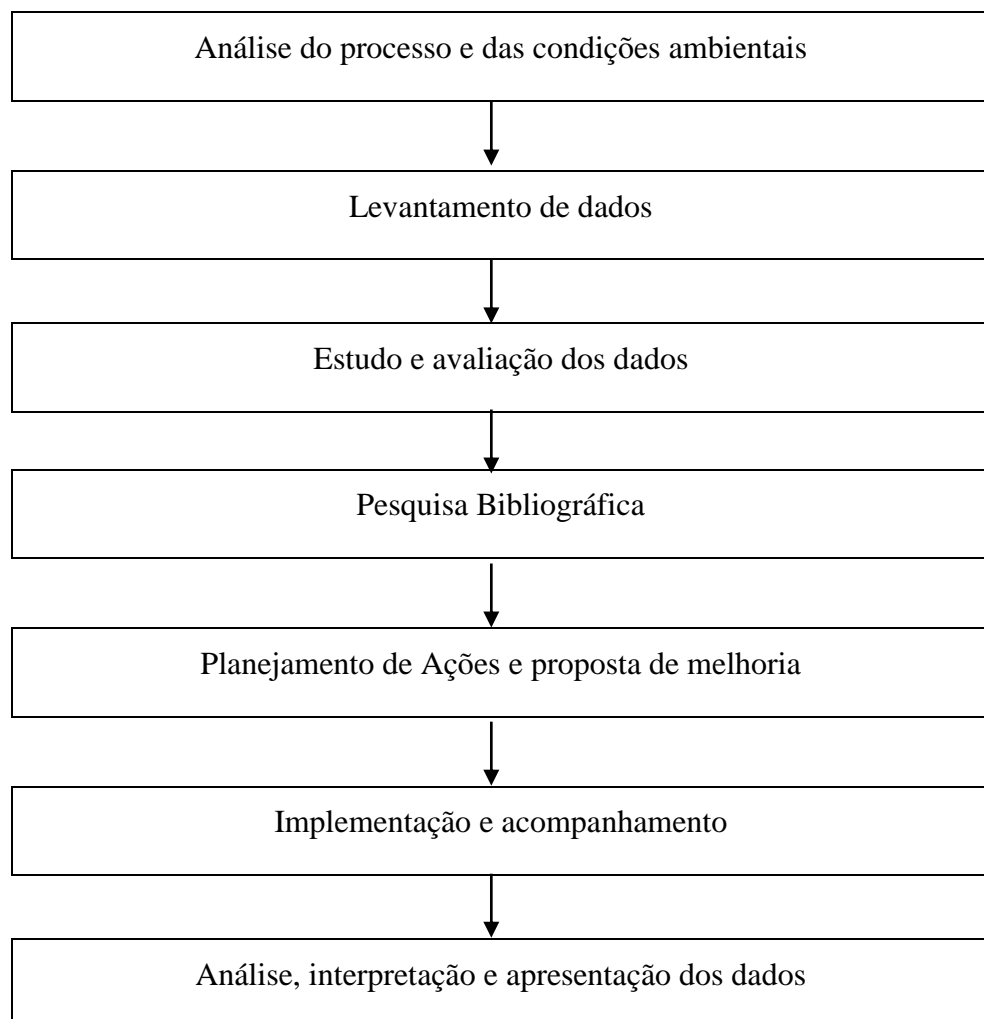 Análise do processo e das condições ambientais
Levantamento de dados
Estudo e avaliação dos dados
Pesquisa Bibliográfica
Planejamento de Ações e proposta de melhoria
Implementação e acompanhamento
Análise, interpretação e apresentação dos dados